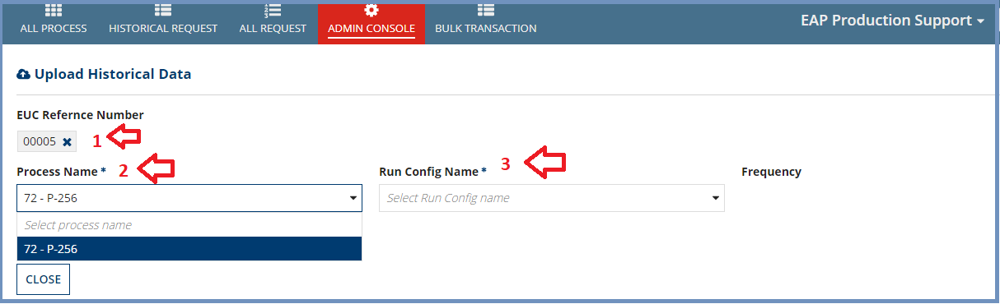 ALL PROCESS HISTORICAL REQUEST ALL REQUEST ADMIN CONSOLE BULK TRANSACTION EAP Production Support
Upload Historical Data
EUC Refernce Number
00005 1
Process Name * 2 Run Config Name * 3 Frequency
72 - P-256 Select Run Config name
Select process name
72 - P-256
CLOSE